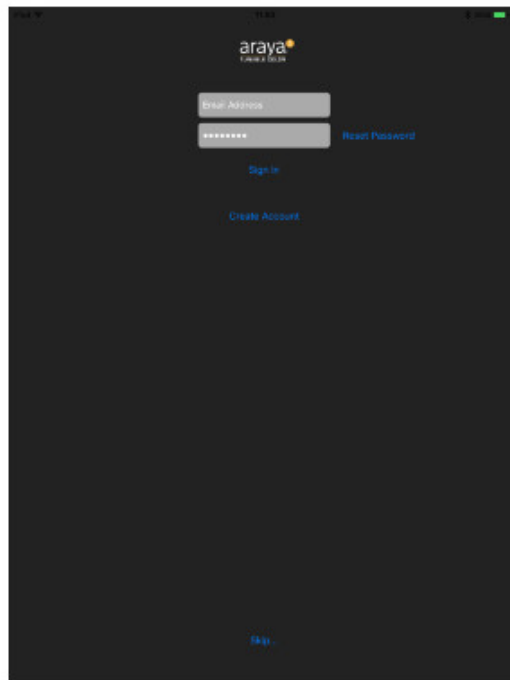 araya
Email Address
••••••••
Reset Password
Sign In
Create Account
Skip...